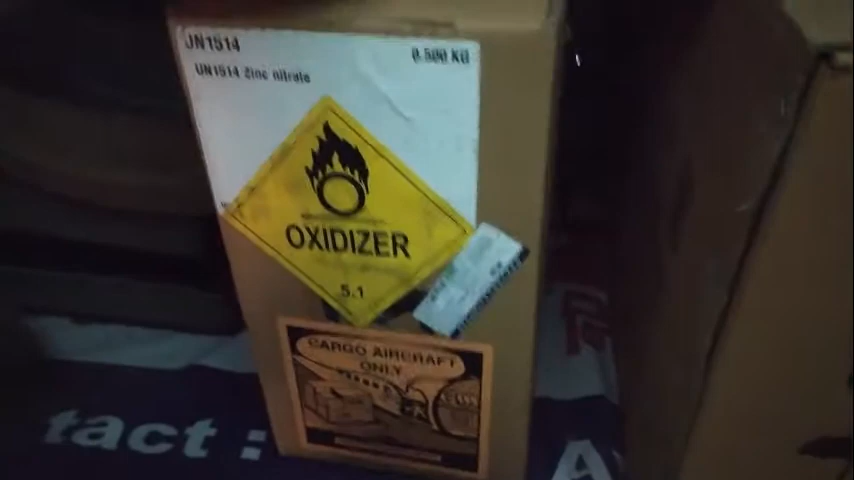 UN1514
0.500 KG
UN1514 Zinc nitrate
OXIDIZER
5.1
CARGO AIRCRAFT
ONLY
tact :
A